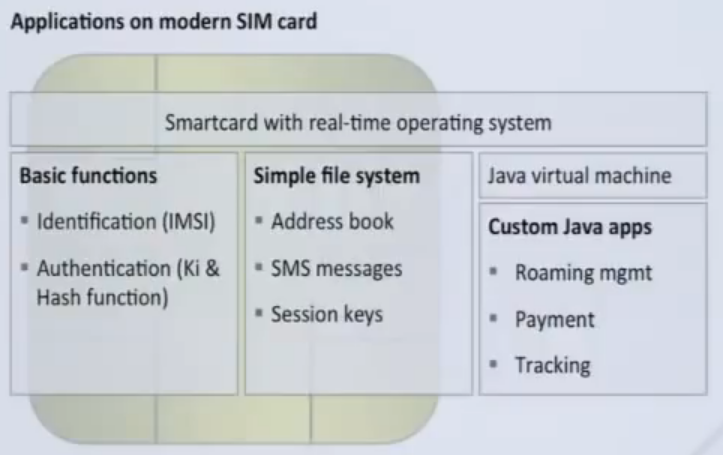 Applications on modern SIM card
Smartcard with real-time operating system
Basic functions
▪ Identification (IMSI)
▪ Authentication (Ki &
Hash function)
Simple file system
▪ Address book
▪ SMS messages
▪ Session keys
Java virtual machine
Custom Java apps
▪ Roaming mgmt
▪ Payment
▪ Tracking